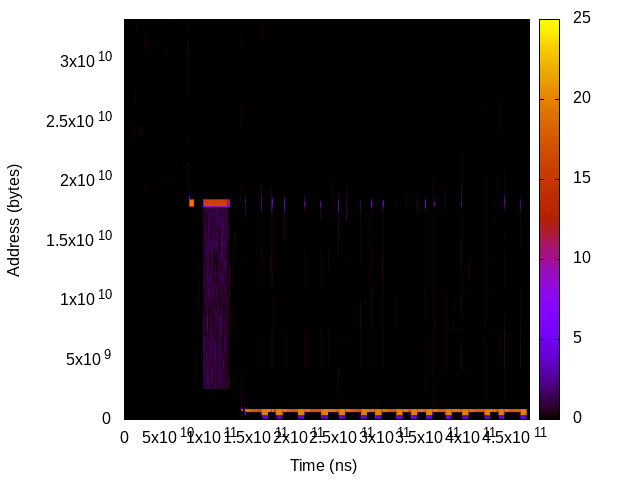 25
3x10 10
20
2.5x10 10
2x10 10
15
1.5x10 10
10
1x10 10
5
5x10 9
0
0
0 5x10 10 1x10 11 1.5x10 11 2x10 11 2.5x10 11 3x10 11 3.5x10 11 4x10 11 4.5x10 11
Address (bytes)
Time (ns)